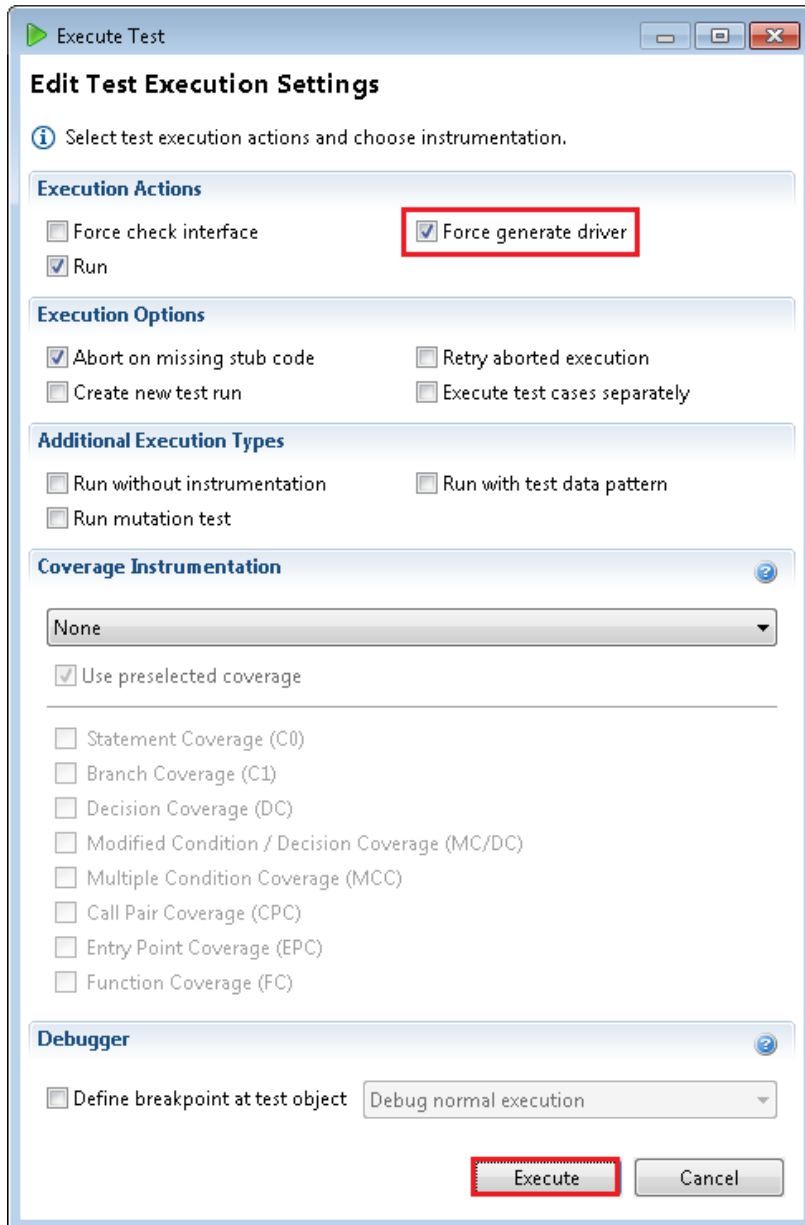 Execute Test
Edit Test Execution Settings
Select test execution actions and choose instrumentation.
Execution Actions
Force check interface
Force generate driver
Run
Execution Options
Abort on missing stub code
Retry aborted execution
Create new test run
Execute test cases separately
Additional Execution Types
Run without instrumentation
Run with test data pattern
Run mutation test
Coverage Instrumentation
None
Use preselected coverage
Statement Coverage (C0)
Branch Coverage (C1)
Decision Coverage (DC)
Modified Condition / Decision Coverage (MC/DC)
Multiple Condition Coverage (MCC)
Call Pair Coverage (CPC)
Entry Point Coverage (EPC)
Function Coverage (FC)
Debugger
Define breakpoint at test object
Debug normal execution
Execute
Cancel